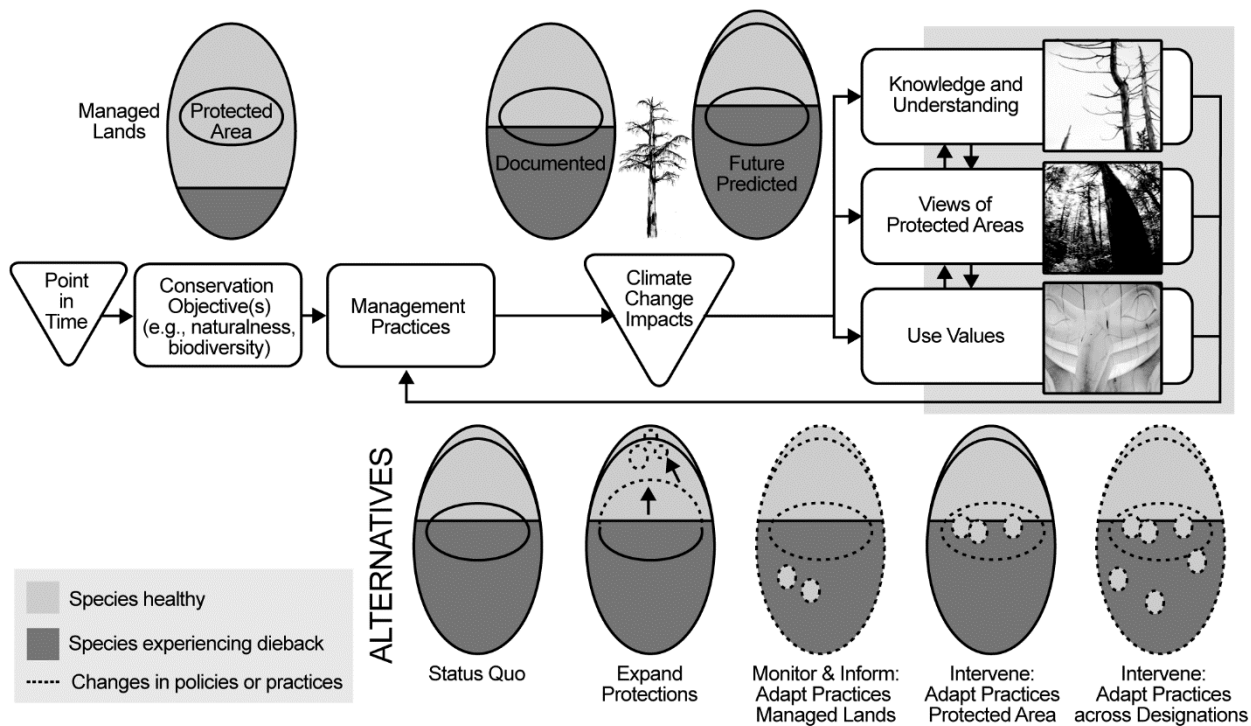 Managed
Lands
Protected
Area
Documented
Future
Predicted
Knowledge and
Understanding
Views of
Protected Areas
Use Values
Point
in
Time
Conservation
Objective(s)
(e.g., naturalness,
biodiversity)
Management
Practices
Climate
Change
Impacts
ALTERNATIVES
Status Quo
Expand
Protections
Monitor & Inform:
Adapt Practices
Managed Lands
Intervene:
Adapt Practices
Protected Area
Intervene:
Adapt Practices
across Designations
Species healthy
Species experiencing dieback
Changes in policies or practices